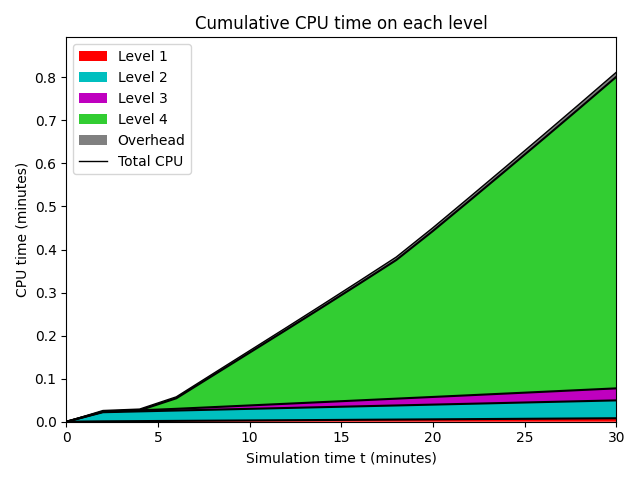 Cumulative CPU time on each level
Level 1
Level 2
Level 3
Level 4
Overhead
Total CPU
CPU time (minutes)
0.8
0.7
0.6
0.5
0.4
0.3
0.2
0.1
0.0
0 5 10 15 20 25 30
Simulation time t (minutes)